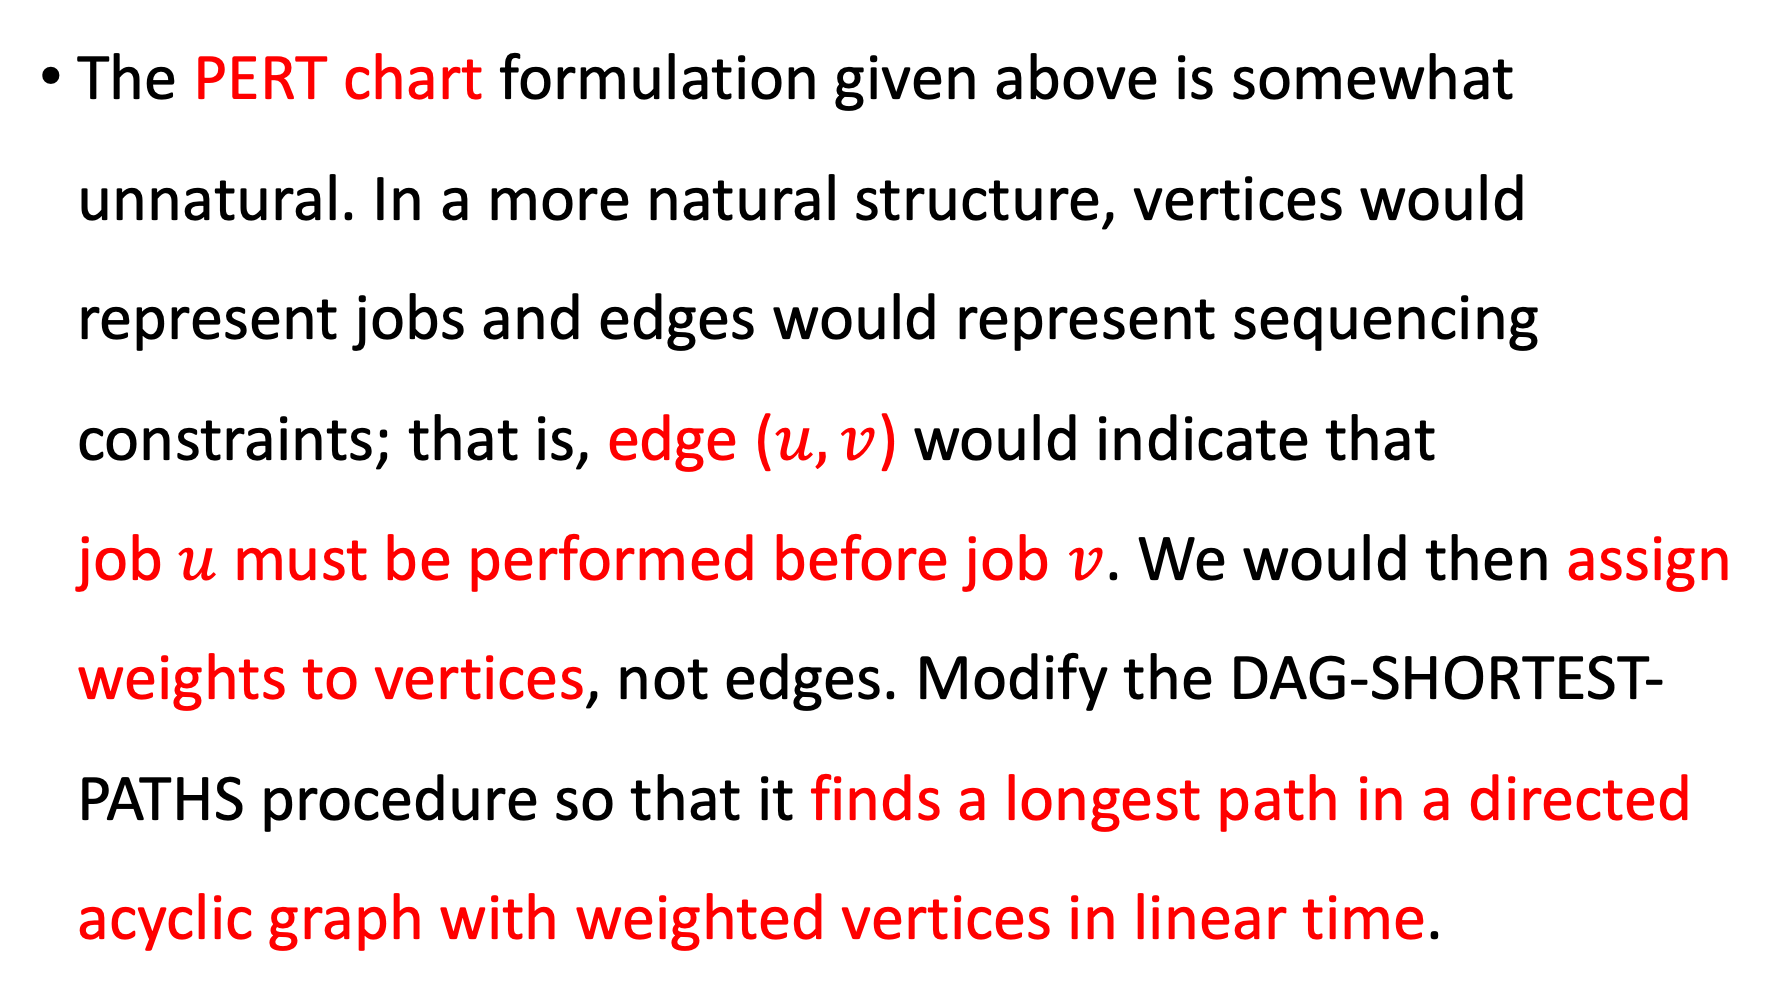 • The PERT chart formulation given above is somewhat
unnatural. In a more natural structure, vertices would
represent jobs and edges would represent sequencing
constraints; that is, edge (𝑢, 𝑣) would indicate that
job 𝑢 must be performed before job 𝑣. We would then assign
weights to vertices, not edges. Modify the DAG-SHORTEST-
PATHS procedure so that it finds a longest path in a directed
acyclic graph with weighted vertices in linear time.